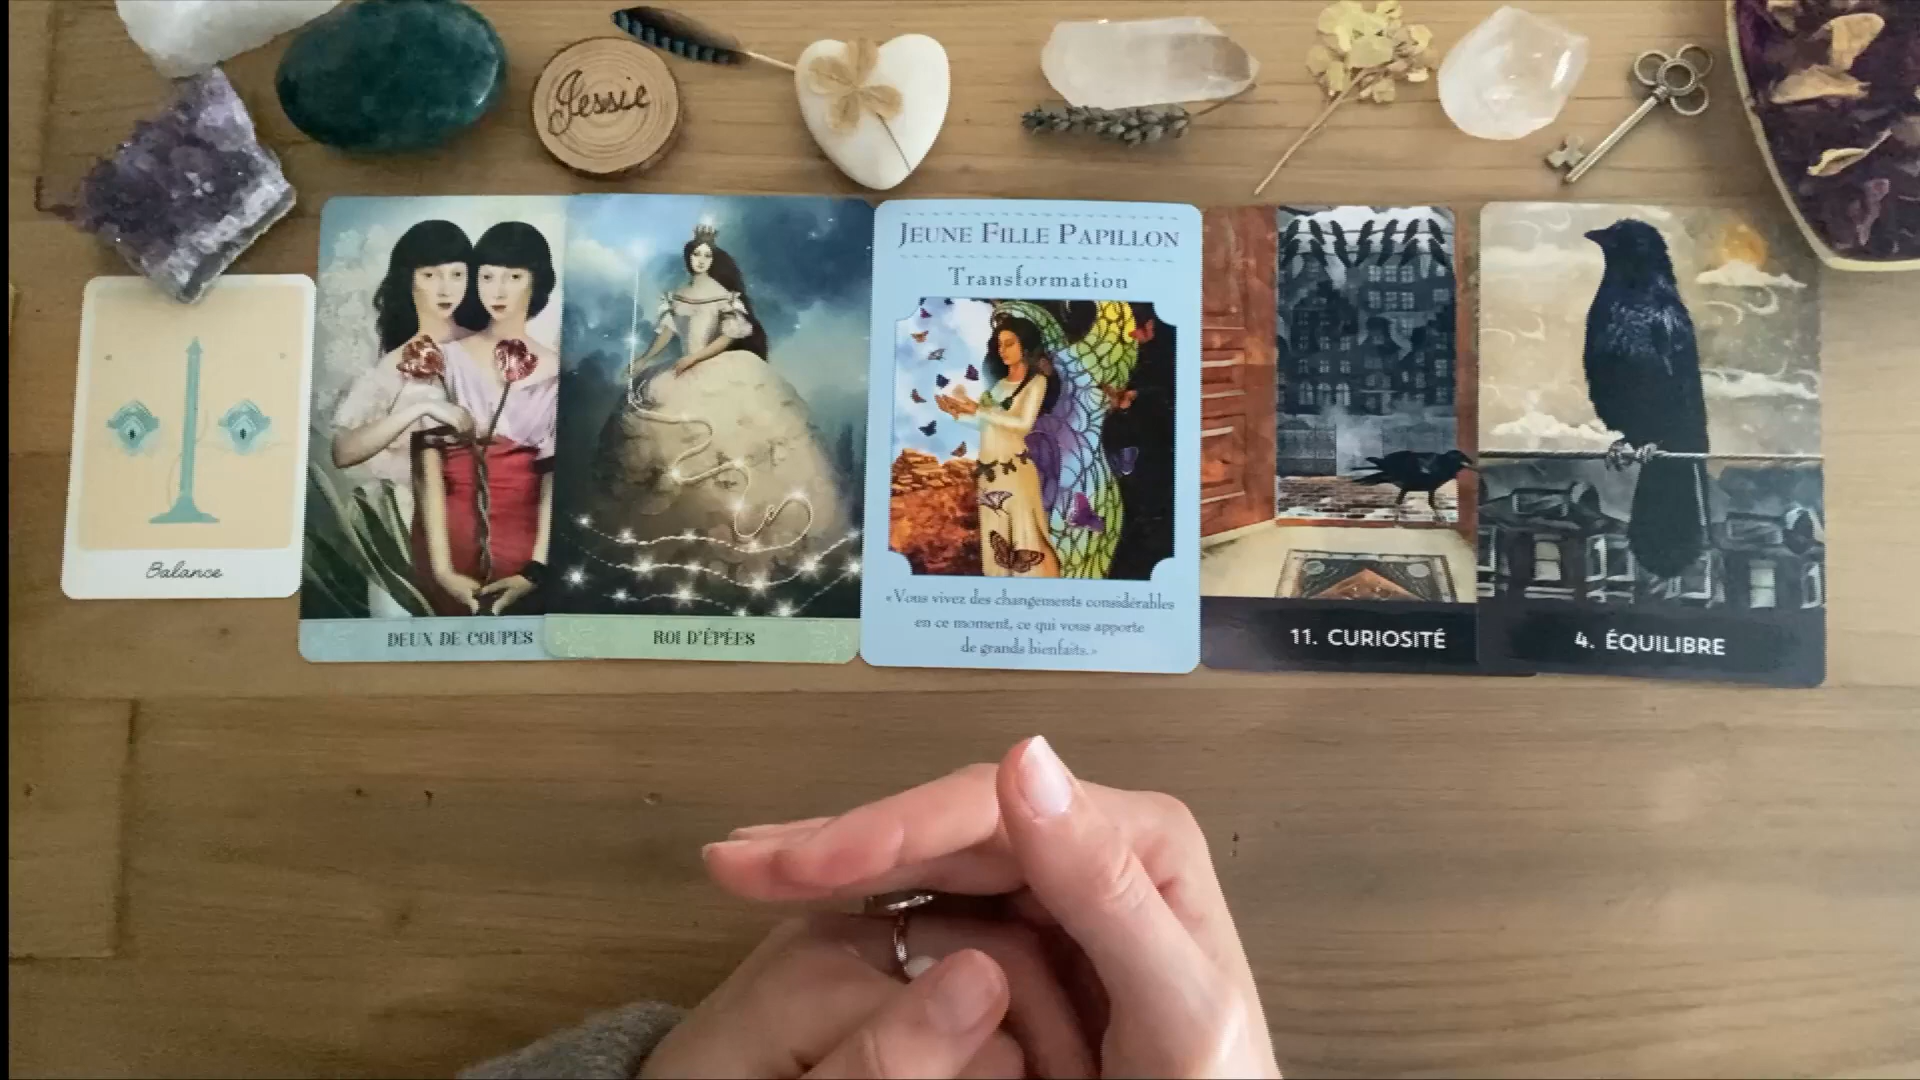 Jessie
Balance
DEUX DE COUPES
ROI D'ÉPÉES
JEUNE FILLE PAPILLON
Transformation
« Vous vivez des changements considérables
en ce moment, ce qui vous apporte
de grands bienfaits. »
11. CURIOSITÉ
4. ÉQUILIBRE